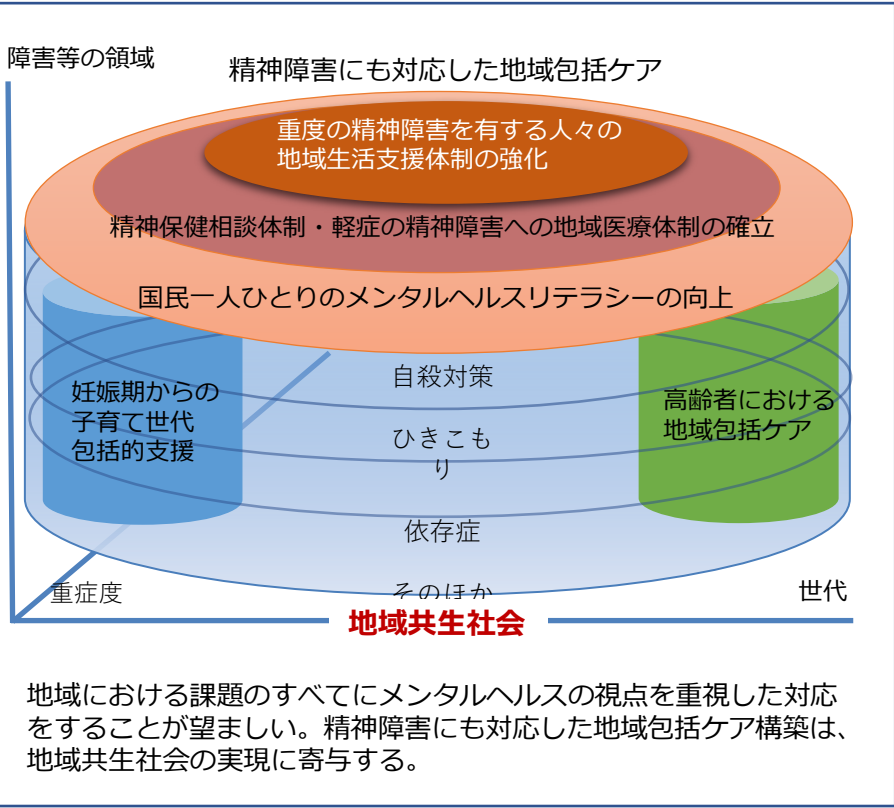 障害等の領域
精神障害にも対応した地域包括ケア
重度の精神障害を有する人々の
地域生活支援体制の強化
精神保健相談体制・軽症の精神障害への地域医療体制の確立
国民一人ひとりのメンタルヘルスリテラシーの向上
妊娠期からの
子育て世代
包括的支援
自殺対策
ひきこも
り
依存症
そのほか
高齢者における
地域包括ケア
重症度
世代
地域共生社会
地域における課題のすべてにメンタルヘルスの視点を重視した対応
をすることが望ましい。精神障害にも対応した地域包括ケア構築は、
地域共生社会の実現に寄与する。